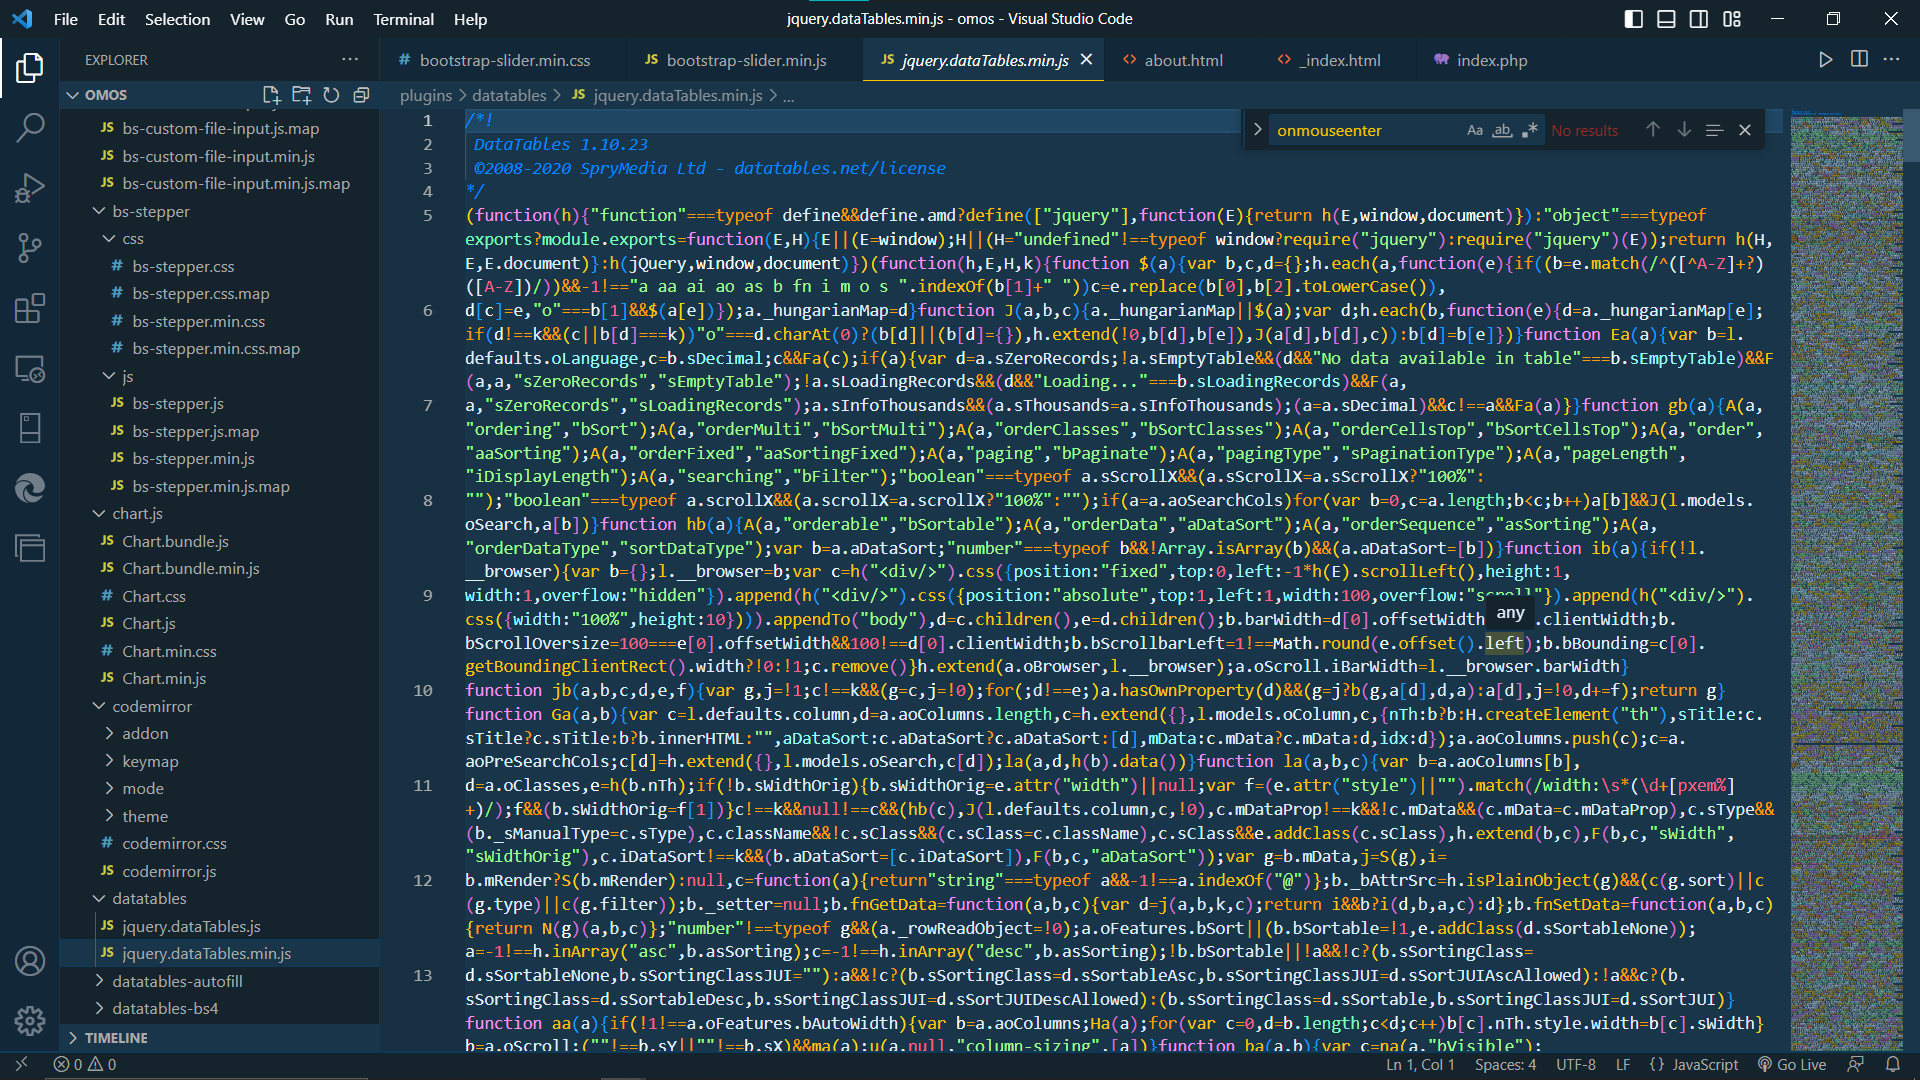 File Edit Selection View Go Run Terminal Help
jquery.dataTables.min.js - omos - Visual Studio Code
EXPLORER
OMOS
bs-custom-file-input.js.map
bs-custom-file-input.min.js
bs-custom-file-input.min.js.map
bs-stepper
css
bs-stepper.css
bs-stepper.css.map
bs-stepper.min.css
bs-stepper.min.css.map
js
bs-stepper.js
bs-stepper.js.map
bs-stepper.min.js
bs-stepper.min.js.map
chart.js
Chart.bundle.js
Chart.bundle.min.js
Chart.css
Chart.js
Chart.min.css
Chart.min.js
codemirror
addon
keymap
mode
theme
codemirror.css
codemirror.js
datatables
jquery.dataTables.js
jquery.dataTables.min.js
datatables-autofill
datatables-bs4
TIMELINE
bootstrap-slider.min.css
bootstrap-slider.min.js
jquery.dataTables.min.js
about.html
_index.html
index.php
plugins > datatables > JS jquery.dataTables.min.js > ...
onmouseenter
No results
1 /*!
2 DataTables 1.10.23
3 ©2008-2020 SpryMedia Ltd - datatables.net/license
4 */
5 (function(h){"function"===typeof define&&define.amd?define(["jquery"],function(E){return h(E,window,document)}):"object"===typeof
exports?module.exports=function(E,H){E||(E=window);H||(H="undefined"!==typeof window?require("jquery"):require("jquery")(E));return h(H,
E,E.document)}:h(jQuery,window,document)})(function(h,E,H,k){function $(a){var b,c,d={};h.each(a,function(e){if((b=e.match(/^([^A-Z]+?)
([A-Z])/))&&-1!=="a aa ai ao as b fn i m o s ".indexOf(b[1]+" "))c=e.replace(b[0],b[2].toLowerCase()),
6 d[c]=e,"o"===b[1]&&$(a[e])});a._hungarianMap=d}function J(a,b,c){a._hungarianMap||$(a);var d;h.each(b,function(e){d=a._hungarianMap[e];
if(d!==k&&(c||b[d]===k))"o"===d.charAt(0)?(b[d]||(b[d]={}),h.extend(!0,b[d],b[e]),J(a[d],b[d],c)):b[d]=b[e]})}function Ea(a){var b=l.
defaults.oLanguage,c=b.sDecimal;c&&Fa(c);if(a){var d=a.sZeroRecords;!a.sEmptyTable&&(d&&"No data available in table"===b.sEmptyTable)&&F
(a,a,"sZeroRecords","sEmptyTable");!a.sLoadingRecords&&(d&&"Loading..."===b.sLoadingRecords)&&F(a,
7 a,"sZeroRecords","sLoadingRecords");a.sInfoThousands&&(a.sThousands=a.sInfoThousands);(a=a.sDecimal)&&c!==a&&Fa(a)}}function gb(a){A(a,
"ordering","bSort");A(a,"orderMulti","bSortMulti");A(a,"orderClasses","bSortClasses");A(a,"orderCellsTop","bSortCellsTop");A(a,"order",
"aaSorting");A(a,"orderFixed","aaSortingFixed");A(a,"paging","bPaginate");A(a,"pagingType","sPaginationType");A(a,"pageLength",
"iDisplayLength");A(a,"searching","bFilter");"boolean"===typeof a.sScrollX&&(a.sScrollX=a.sScrollX?"100%":
8 "");"boolean"===typeof a.scrollX&&(a.scrollX=a.scrollX?"100%":"");if(a=a.aoSearchCols)for(var b=0,c=a.length;b<c;b++)a[b]&&J(l.models.
oSearch,a[b])}function hb(a){A(a,"orderable","bSortable");A(a,"orderData","aDataSort");A(a,"orderSequence","asSorting");A(a,
"orderDataType","sortDataType");var b=a.aDataSort;"number"===typeof b&&!Array.isArray(b)&&(a.aDataSort=[b])}function ib(a){if(!l.
__browser){var b={};l.__browser=b;var c=h("<div/>").css({position:"fixed",top:0,left:-1*h(E).scrollLeft(),height:1,
9 width:1,overflow:"hidden"}).append(h("<div/>").css({position:"absolute",top:1,left:1,width:100,overflow:"scroll"}).append(h("<div/>").
css({width:"100%",height:10}))).appendTo("body"),d=c.children(),e=d.children();b.barWidth=d[0].offsetWidth .clientWidth;b.
any
bScrollOversize=100===e[0].offsetWidth&&100!==d[0].clientWidth;b.bScrollbarLeft=1!==Math.round(e.offset().left);b.bBounding=c[0].
getBoundingClientRect().width?!0:!1;c.remove()}h.extend(a.oBrowser,l.__browser);a.oScroll.iBarWidth=l.__browser.barWidth}
10 function jb(a,b,c,d,e,f){var g,j=!1;c!==k&&(g=c,j=!0);for(;d!==e;)a.hasOwnProperty(d)&&(g=j?b(g,a[d],d,a):a[d],j=!0,d+=f);return g}
function Ga(a,b){var c=l.defaults.column,d=a.aoColumns.length,c=h.extend({},l.models.oColumn,c,{nTh:b?b:H.createElement("th"),sTitle:c.
sTitle?c.sTitle:b?b.innerHTML:"",aDataSort:c.aDataSort?c.aDataSort:[d],mData:c.mData?c.mData:d,idx:d});a.aoColumns.push(c);c=a.
aoPreSearchCols;c[d]=h.extend({},l.models.oSearch,c[d]);la(a,d,h(b).data())}function la(a,b,c){var b=a.aoColumns[b],
11 d=a.oClasses,e=h(b.nTh);if(!b.sWidthOrig){b.sWidthOrig=e.attr("width")||null;var f=(e.attr("style")||"").match(/width:\s*(\d+[pxem%]
+)/);f&&(b.sWidthOrig=f[1])}c!==k&&null!==c&&(hb(c),J(l.defaults.column,c,!0),c.mDataProp!==k&&!c.mData&&(c.mData=c.mDataProp),c.sType&&
(b._sManualType=c.sType),c.className&&!c.sClass&&(c.sClass=c.className),c.sClass&&e.addClass(c.sClass),h.extend(b,c),F(b,c,"sWidth",
"sWidthOrig"),c.iDataSort!==k&&(b.aDataSort=[c.iDataSort]),F(b,c,"aDataSort"));var g=b.mData,j=S(g),i=
12 b.mRender?S(b.mRender):null,c=function(a){return"string"===typeof a&&-1!==a.indexOf("@")};b._bAttrSrc=h.isPlainObject(g)&&(c(g.sort)||c
(g.type)||c(g.filter));b._setter=null;b.fnGetData=function(a,b,c){var d=j(a,b,k,c);return i&&b?i(d,b,a,c):d};b.fnSetData=function(a,b,c)
{return N(g)(a,b,c)};"number"!==typeof g&&(a._rowReadObject=!0);a.oFeatures.bSort||(b.bSortable=!1,e.addClass(d.sSortableNone));
a=-1!==h.inArray("asc",b.asSorting);c=-1!==h.inArray("desc",b.asSorting);!b.bSortable||!a&&!c?(b.sSortingClass=
13 d.sSortableNone,b.sSortingClassJUI=""):a&&!c?(b.sSortingClass=d.sSortableAsc,b.sSortingClassJUI=d.sSortJUIAscAllowed):!a&&c?(b.
sSortingClass=d.sSortableDesc,b.sSortingClassJUI=d.sSortJUIDescAllowed):(b.sSortingClass=d.sSortable,b.sSortingClassJUI=d.sSortJUI)}
function aa(a){if(!1!==a.oFeatures.bAutoWidth){var b=a.aoColumns;Ha(a);for(var c=0,d=b.length;c<d;c++)b[c].nTh.style.width=b[c].sWidth}
b=a.oScroll;(""!==b.sY||""!==b.sX)&&ma(a);u(a,null,"column-sizing",[a])}function ba(a,b){var c=na(a,"bVisible");
0 0
Ln 1, Col 1 Spaces: 4 UTF-8 LF {} JavaScript Go Live